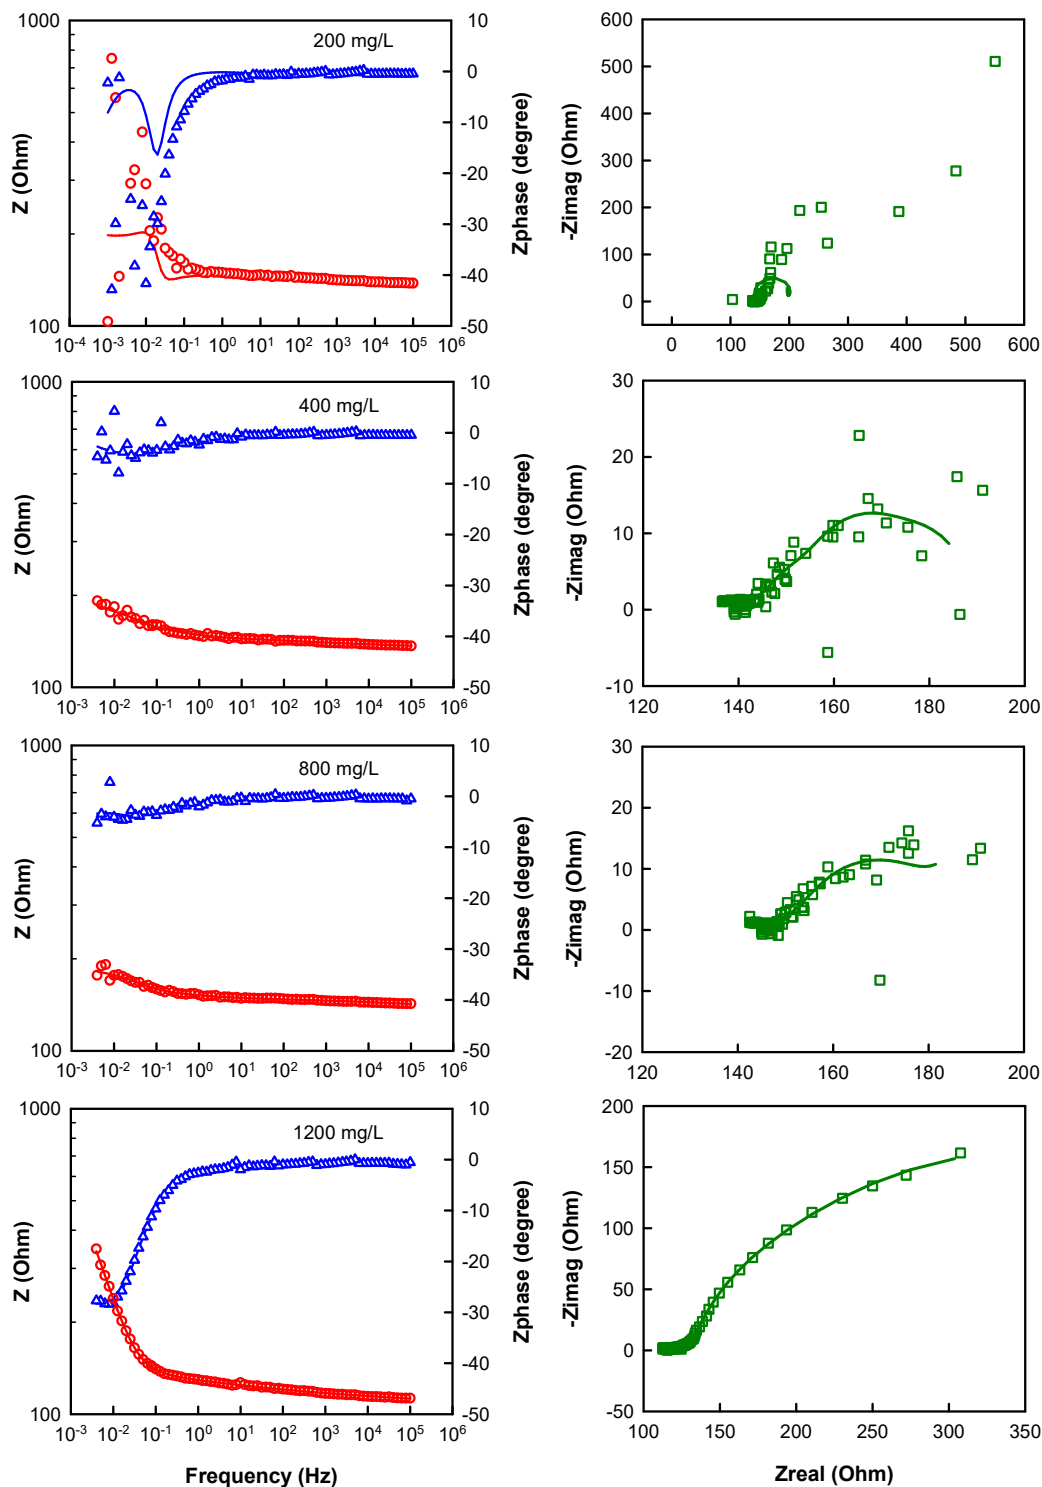 1000
100
Z (Ohm)
10
0
-10
-20
-30
-40
-50
Zphase (degree)
200 mg/L
10-4 10-3 10-2 10-1 100 101 102 103 104 105 106
600
500
400
300
200
100
0
-Zimag (Ohm)
0 100 200 300 400 500 600
1000
100
Z (Ohm)
10
0
-10
-20
-30
-40
-50
Zphase (degree)
400 mg/L
10-3 10-2 10-1 100 101 102 103 104 105 106
30
20
10
0
-10
-Zimag (Ohm)
120 140 160 180 200
1000
100
Z (Ohm)
10
0
-10
-20
-30
-40
-50
Zphase (degree)
800 mg/L
10-3 10-2 10-1 100 101 102 103 104 105 106
30
20
10
0
-10
-20
-Zimag (Ohm)
120 140 160 180 200
1000
100
Z (Ohm)
10
0
-10
-20
-30
-40
-50
Zphase (degree)
1200 mg/L
10-3 10-2 10-1 100 101 102 103 104 105 106
Frequency (Hz)
200
150
100
50
0
-50
-Zimag (Ohm)
100 150 200 250 300 350
Zreal (Ohm)